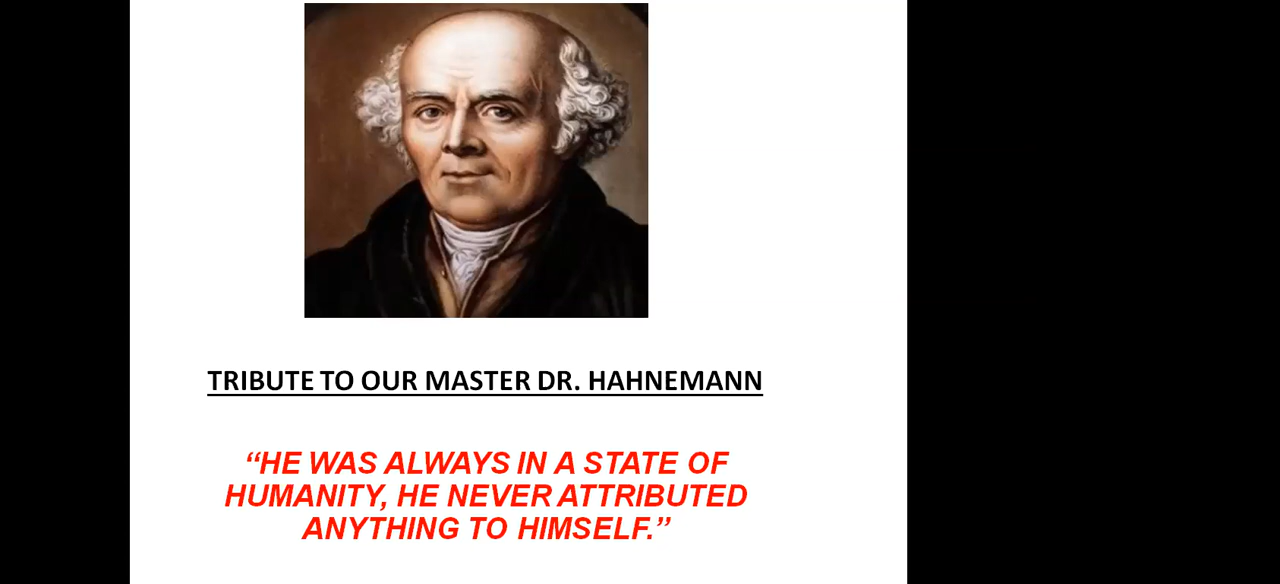 TRIBUTE TO OUR MASTER DR. HAHNEMANN
“HE WAS ALWAYS IN A STATE OF
HUMANITY, HE NEVER ATTRIBUTED
ANYTHING TO HIMSELF.”